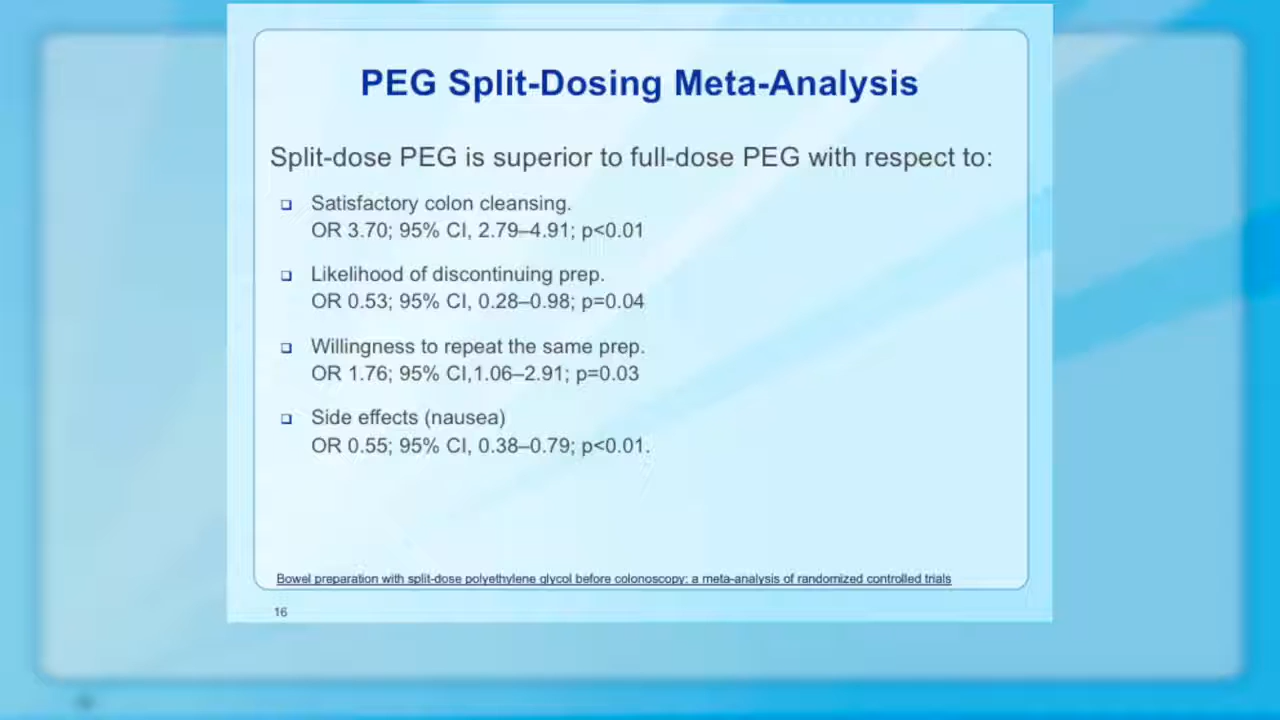 PEG Split-Dosing Meta-Analysis
Split-dose PEG is superior to full-dose PEG with respect to:
Satisfactory colon cleansing.
OR 3.70; 95% CI, 2.79–4.91; p<0.01
Likelihood of discontinuing prep.
OR 0.53; 95% CI, 0.28–0.98; p=0.04
Willingness to repeat the same prep.
OR 1.76; 95% CI,1.06–2.91; p=0.03
Side effects (nausea)
OR 0.55; 95% CI, 0.38–0.79; p<0.01.
Bowel preparation with split-dose polyethylene glycol before colonoscopy: a meta-analysis of randomized controlled trials
16